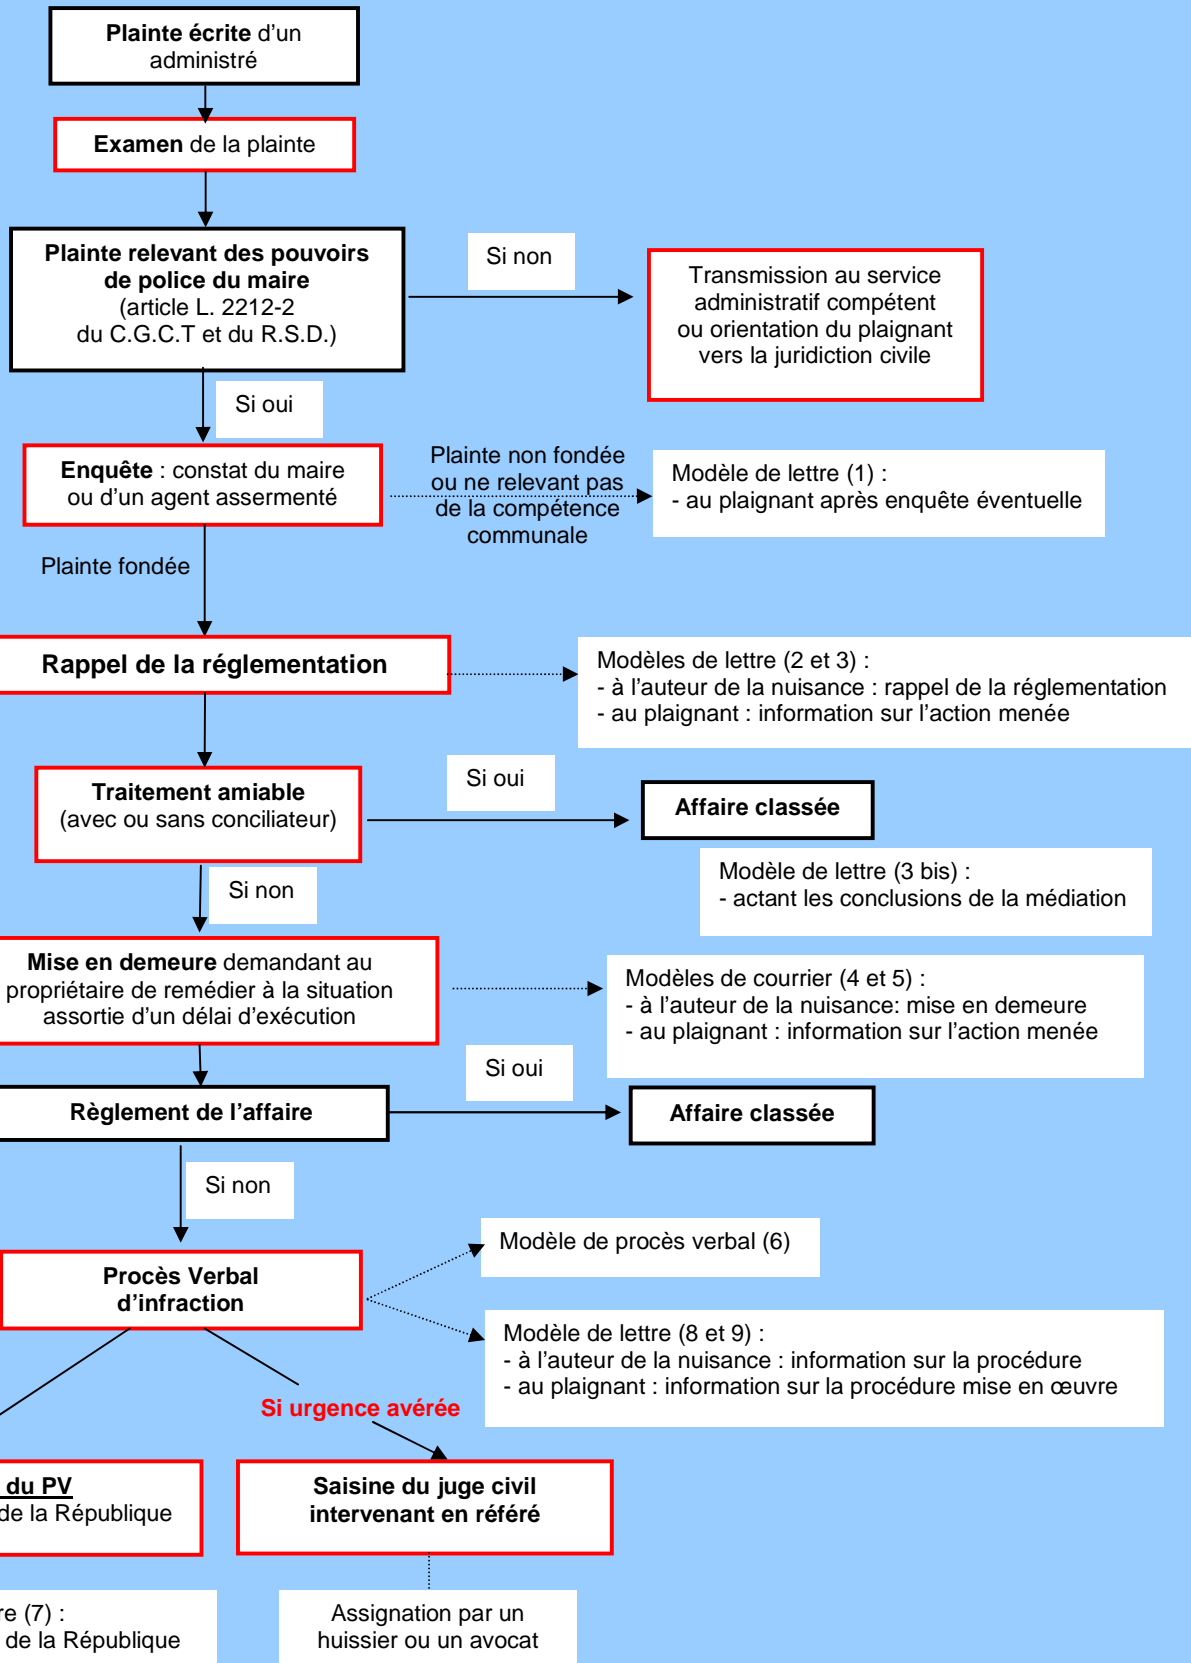 Plainte écrite d'un
administré
Examen de la plainte
Plainte relevant des pouvoirs
de police du maire
(article L. 2212-2
du C.G.C.T et du R.S.D.)
Si non
Transmission au service
administratif compétent
ou orientation du plaignant
vers la juridiction civile
Si oui
Enquête : constat du maire
ou d'un agent assermenté
Plainte non fondée
ou ne relevant pas
de la compétence
communale
Modèle de lettre (1) :
- au plaignant après enquête éventuelle
Plainte fondée
Rappel de la réglementation
Modèles de lettre (2 et 3) :
- à l'auteur de la nuisance : rappel de la réglementation
- au plaignant : information sur l'action menée
Traitement amiable
(avec ou sans conciliateur)
Si oui
Affaire classée
Modèle de lettre (3 bis) :
- actant les conclusions de la médiation
Si non
Mise en demeure demandant au
propriétaire de remédier à la situation
assortie d'un délai d'exécution
Modèles de courrier (4 et 5) :
- à l'auteur de la nuisance: mise en demeure
- au plaignant : information sur l'action menée
Si oui
Règlement de l'affaire
Affaire classée
Si non
Procès Verbal
d'infraction
Modèle de procès verbal (6)
Modèle de lettre (8 et 9) :
- à l'auteur de la nuisance : information sur la procédure
- au plaignant : information sur la procédure mise en œuvre
Si urgence avérée
du PV
de la République
Saisine du juge civil
intervenant en référé
re (7) :
de la République
Assignation par un
huissier ou un avocat